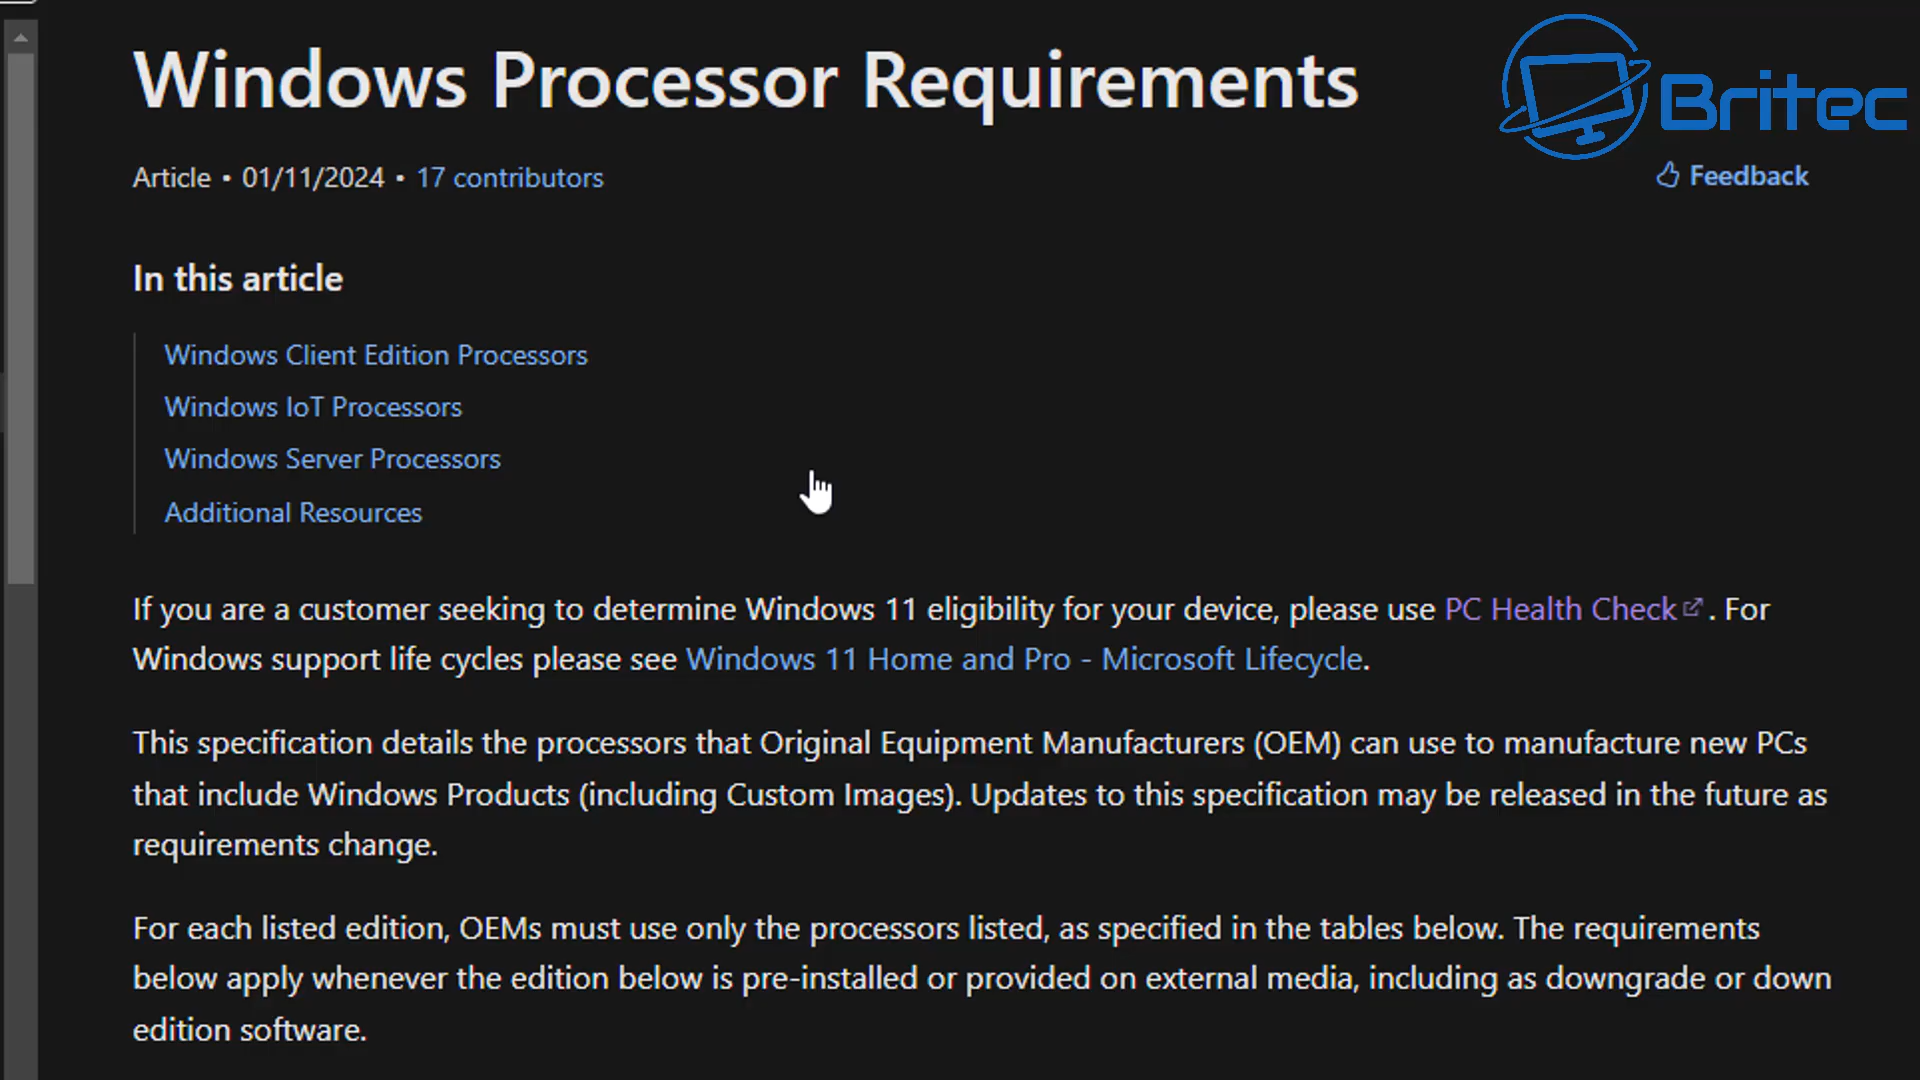 Windows Processor Requirements
Britec
Article • 01/11/2024 • 17 contributors
Feedback
In this article
Windows Client Edition Processors
Windows IoT Processors
Windows Server Processors
Additional Resources
If you are a customer seeking to determine Windows 11 eligibility for your device, please use PC Health Check . For
Windows support life cycles please see Windows 11 Home and Pro - Microsoft Lifecycle.
This specification details the processors that Original Equipment Manufacturers (OEM) can use to manufacture new PCs
that include Windows Products (including Custom Images). Updates to this specification may be released in the future as
requirements change.
For each listed edition, OEMs must use only the processors listed, as specified in the tables below. The requirements
below apply whenever the edition below is pre-installed or provided on external media, including as downgrade or down
edition software.